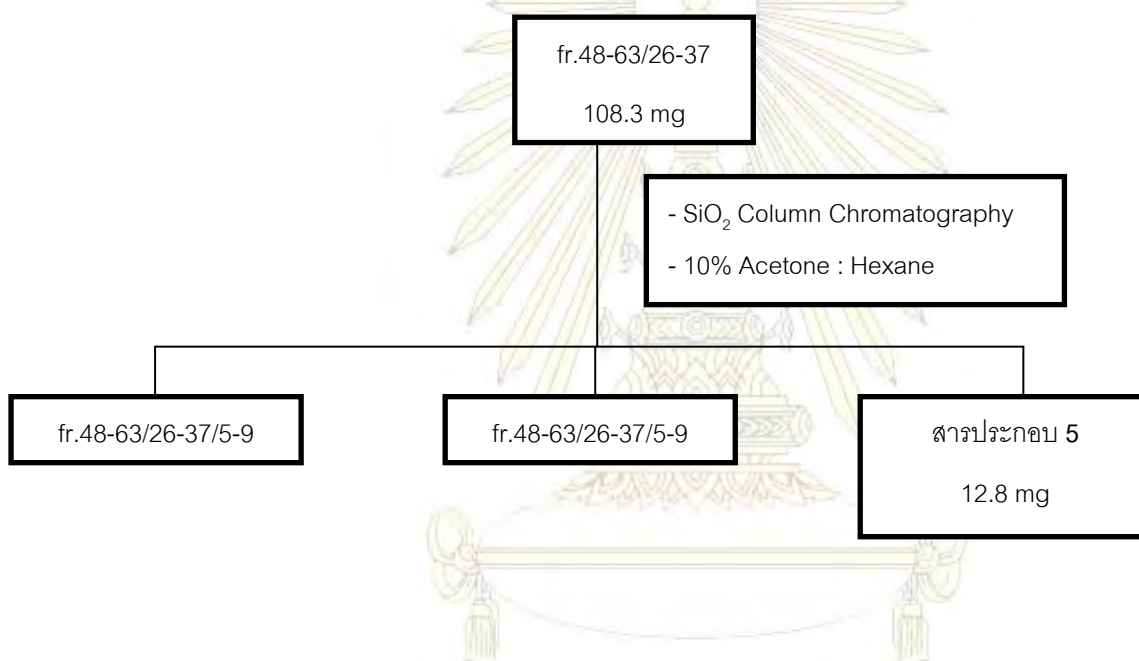 fr.48-63/26-37
108.3 mg
- SiO₂ Column Chromatography
- 10% Acetone : Hexane
fr.48-63/26-37/5-9
fr.48-63/26-37/5-9
สารประกอบ 5
12.8 mg